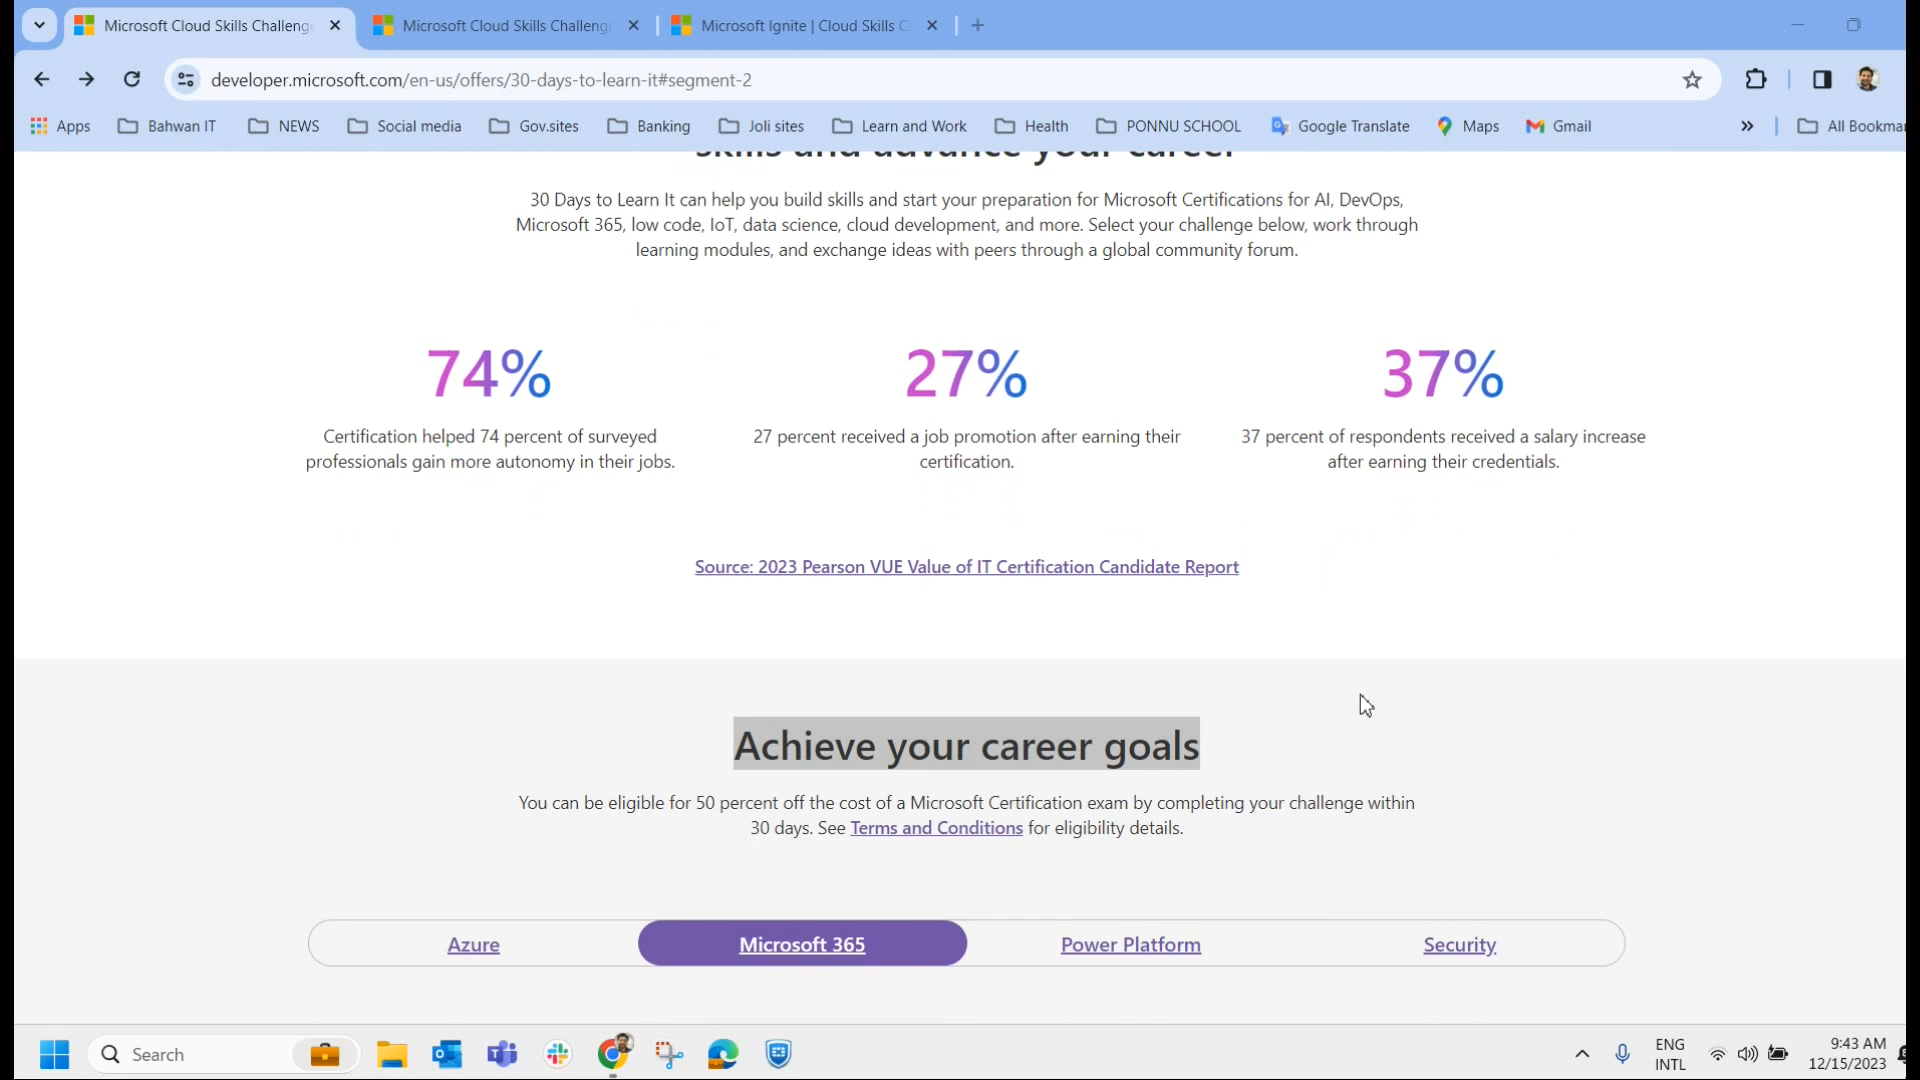 Microsoft Cloud Skills Challeng
Microsoft Cloud Skills Challeng
Microsoft Ignite | Cloud Skills C
developer.microsoft.com/en-us/offers/30-days-to-learn-it#segment-2
Apps
Bahwan IT
NEWS
Social media
Gov.sites
Banking
Joli sites
Learn and Work
Health
PONNU SCHOOL
Google Translate
Maps
Gmail
All Bookma
skills and advance your career
30 Days to Learn It can help you build skills and start your preparation for Microsoft Certifications for AI, DevOps,
Microsoft 365, low code, IoT, data science, cloud development, and more. Select your challenge below, work through
learning modules, and exchange ideas with peers through a global community forum.
74%
27%
37%
Certification helped 74 percent of surveyed
professionals gain more autonomy in their jobs.
27 percent received a job promotion after earning their
certification.
37 percent of respondents received a salary increase
after earning their credentials.
Source: 2023 Pearson VUE Value of IT Certification Candidate Report
Achieve your career goals
You can be eligible for 50 percent off the cost of a Microsoft Certification exam by completing your challenge within
30 days. See Terms and Conditions for eligibility details.
Azure
Microsoft 365
Power Platform
Security
Search
ENG
INTL
9:43 AM
12/15/2023